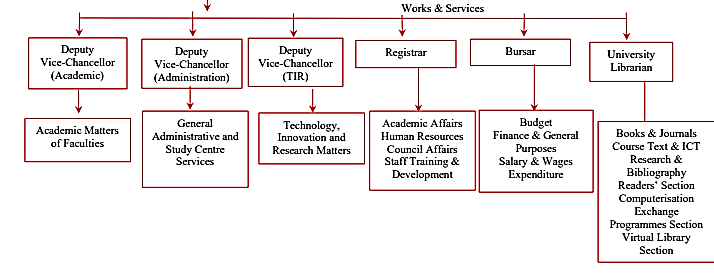 Works & Services
Deputy
Vice-Chancellor
(Academic)
Deputy
Vice-Chancellor
(Administration)
Deputy
Vice-Chancellor
(TIR)
Registrar
Bursar
University
Librarian
Academic Matters
of Faculties
General
Administrative and
Study Centre
Services
Technology,
Innovation and
Research Matters
Academic Affairs
Human Resources
Council Affairs
Staff Training &
Development
Budget
Finance & General
Purposes
Salary & Wages
Expenditure
Books & Journals
Course Text & ICT
Research &
Bibliography
Readers' Section
Computerisation
Exchange
Programmes Section
Virtual Library
Section